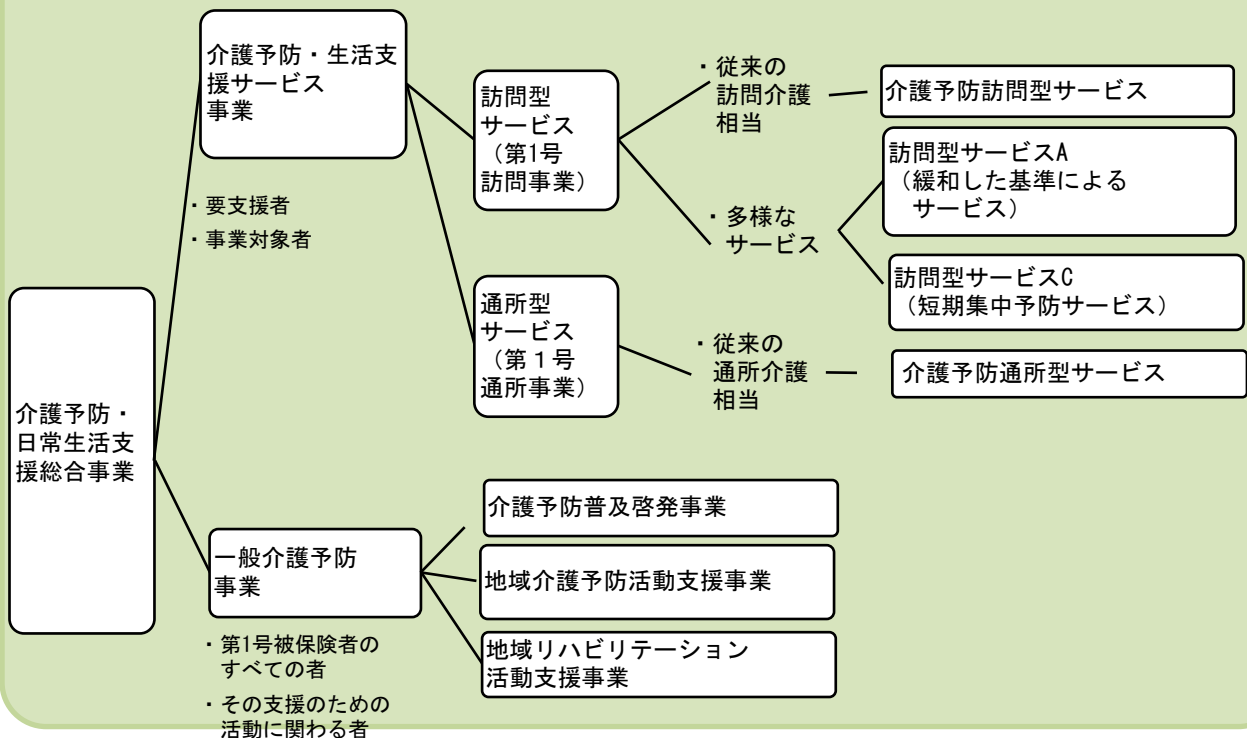 介護予防・
日常生活支
援総合事業
介護予防・生活支
援サービス
事業
・要支援者
・事業対象者
訪問型
サービス
（第1号
訪問事業）
・従来の
訪問介護
相当
介護予防訪問型サービス
・多様な
サービス
訪問型サービスA
（緩和した基準による
サービス）
訪問型サービスC
（短期集中予防サービス）
通所型
サービス
（第１号
通所事業）
・従来の
通所介護
相当
介護予防通所型サービス
一般介護予防
事業
・第1号被保険者の
すべての者
・その支援のための
活動に関わる者
介護予防普及啓発事業
地域介護予防活動支援事業
地域リハビリテーション
活動支援事業